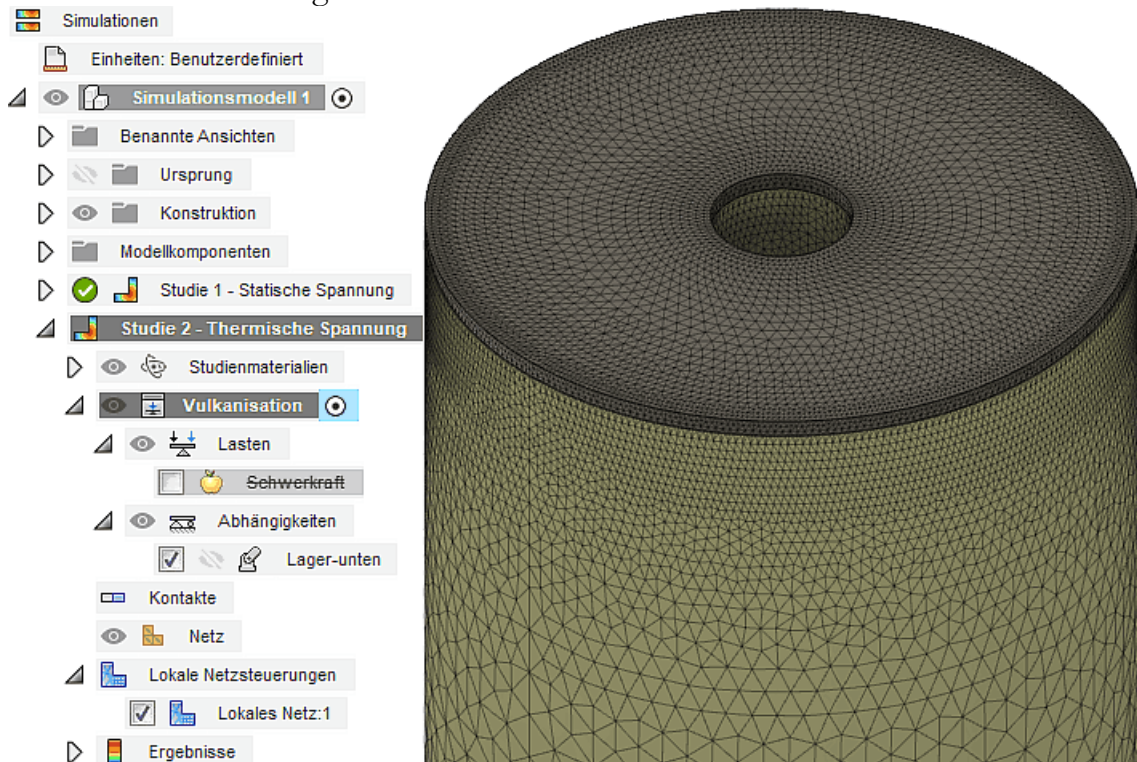 Simulationen
Einheiten: Benutzerdefiniert
Simulationsmodell 1
Benannte Ansichten
Ursprung
Konstruktion
Modellkomponenten
Studie 1 - Statische Spannung
Studie 2 - Thermische Spannung
Studienmaterialien
Vulkanisation
Lasten
Schwerkraft
Abhängigkeiten
Lager-unten
Kontakte
Netz
Lokale Netzsteuerungen
Lokales Netz:1
Ergebnisse